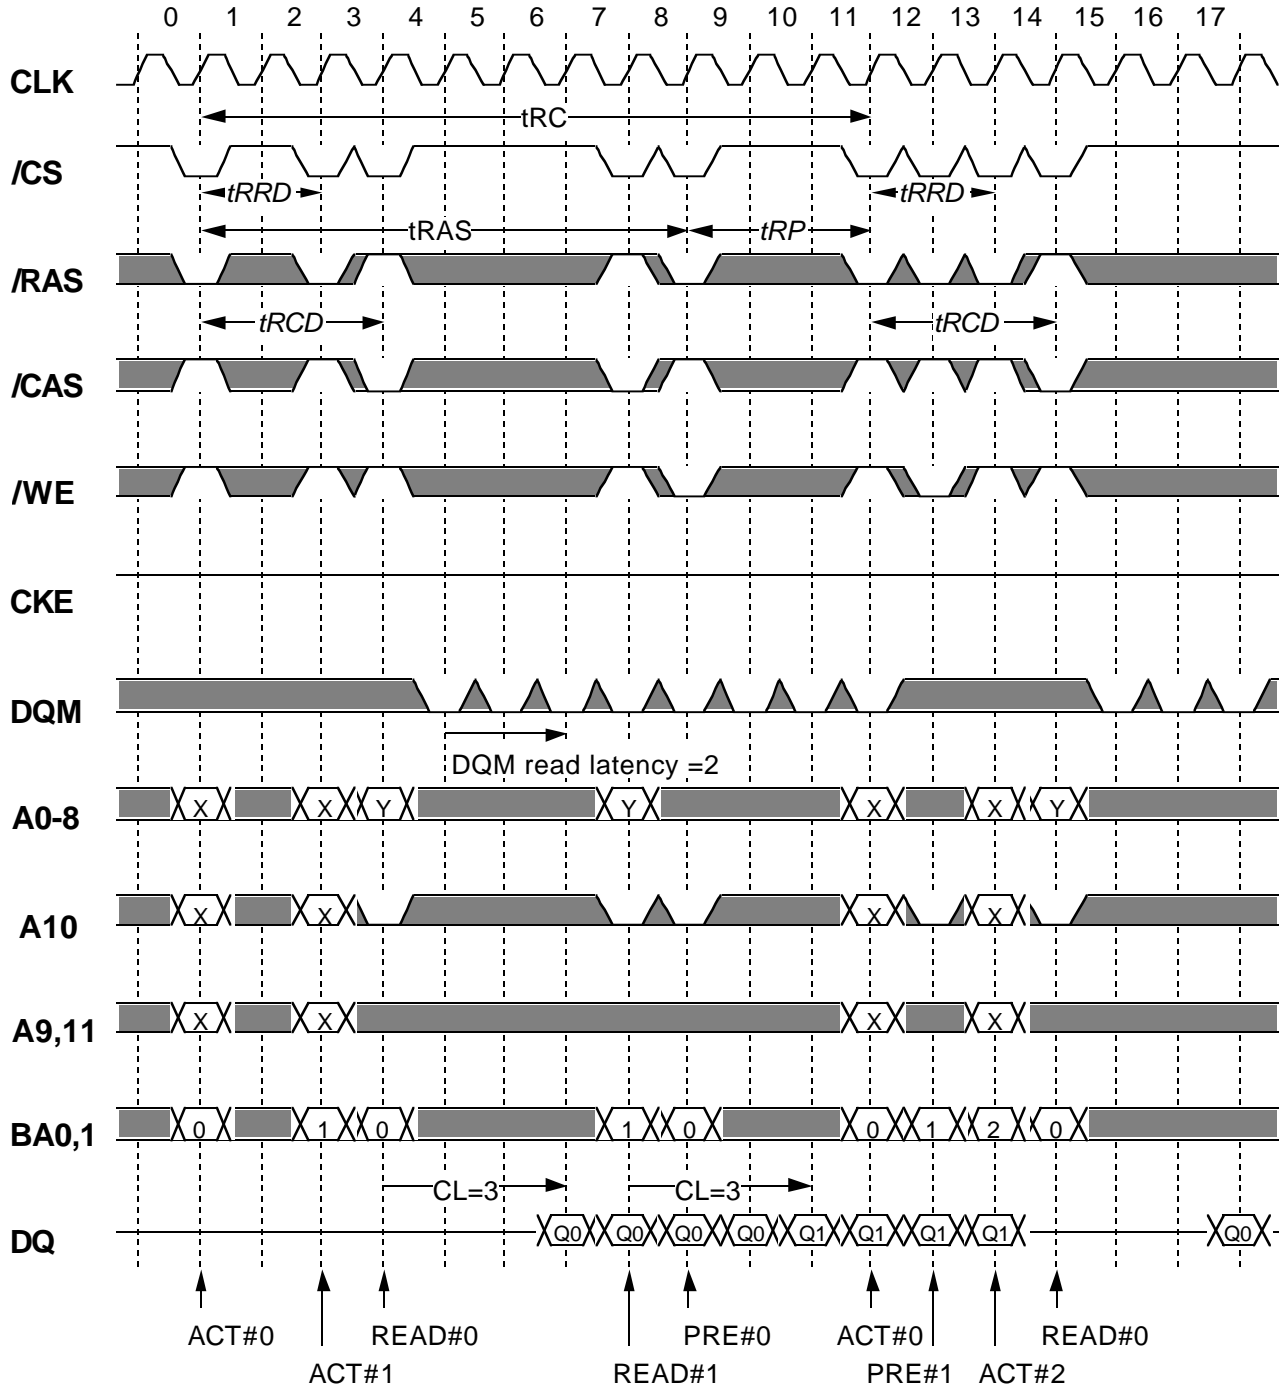 0 1 2 3 4 5 6 7 8 9 10 11 12 13 14 15 16 17
CLK
tRC
/CS
tRRD tRRD
tRAS tRP
/RAS
tRCD tRCD
/CAS
/WE
CKE
DQM
DQM read latency =2
A0-8 X X Y Y X X Y
A10 X X X X
A9,11 X X X X
BA0,1 0 1 0 1 0 0 1 2 0
CL=3 CL=3
DQ Q0 Q0 Q0 Q0 Q1 Q1 Q1 Q1 Q0
ACT#0 READ#0 PRE#0 ACT#0 READ#0
ACT#1 READ#1 PRE#1 ACT#2